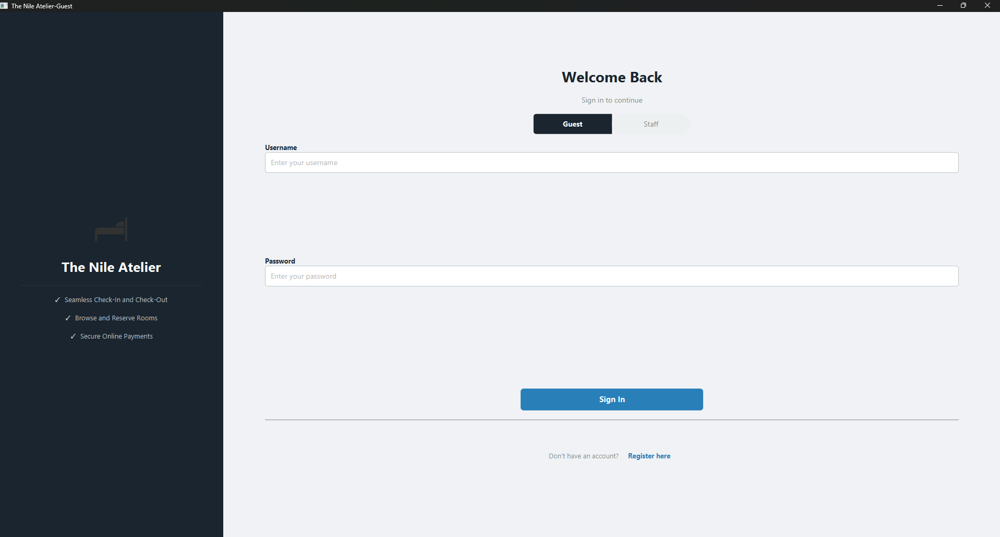 The Nile Atelier-Guest
The Nile Atelier
✓ Seamless Check-In and Check-Out
✓ Browse and Reserve Rooms
✓ Secure Online Payments
Welcome Back
Sign in to continue
Guest Staff
Username
Enter your username
Password
Enter your password
Sign In
Don't have an account? Register here